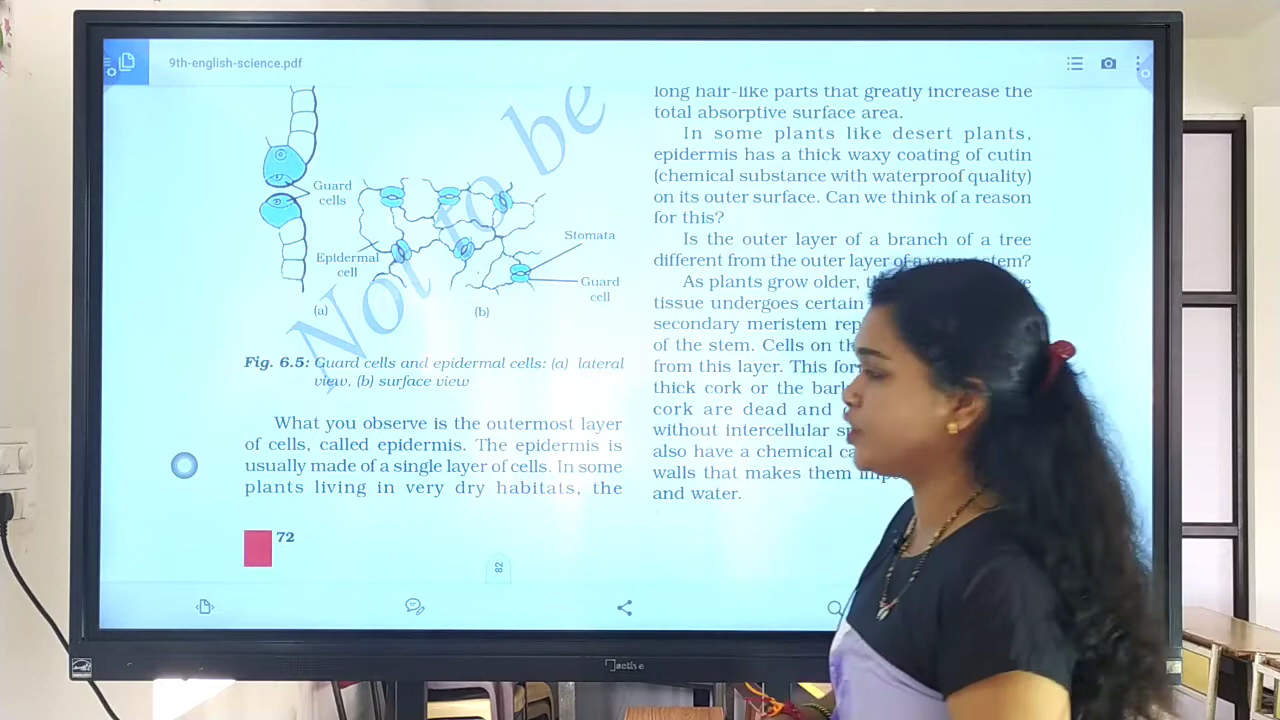 9th-english-science.pdf
Guard
cells
Epidermal
cell
Stomata
Guard
cell
(a)
(b)
Not to be
Fig. 6.5: Guard cells and epidermal cells: (a) lateral
view, (b) surface view
What you observe is the outermost layer
of cells, called epidermis. The epidermis is
usually made of a single layer of cells. In some
plants living in very dry habitats, the
72
82
long hair-like parts that greatly increase the
total absorptive surface area.
In some plants like desert plants,
epidermis has a thick waxy coating of cutin
(chemical substance with waterproof quality)
on its outer surface. Can we think of a reason
for this?
Is the outer layer of a branch of a tree
different from the outer layer of a young stem?
As plants grow older,
tissue undergoes certain
secondary meristem
of the stem. Cells on
from this layer. This
thick cork or the
cork are dead and
without intercellular
also have a chemical
walls that makes them
and water.